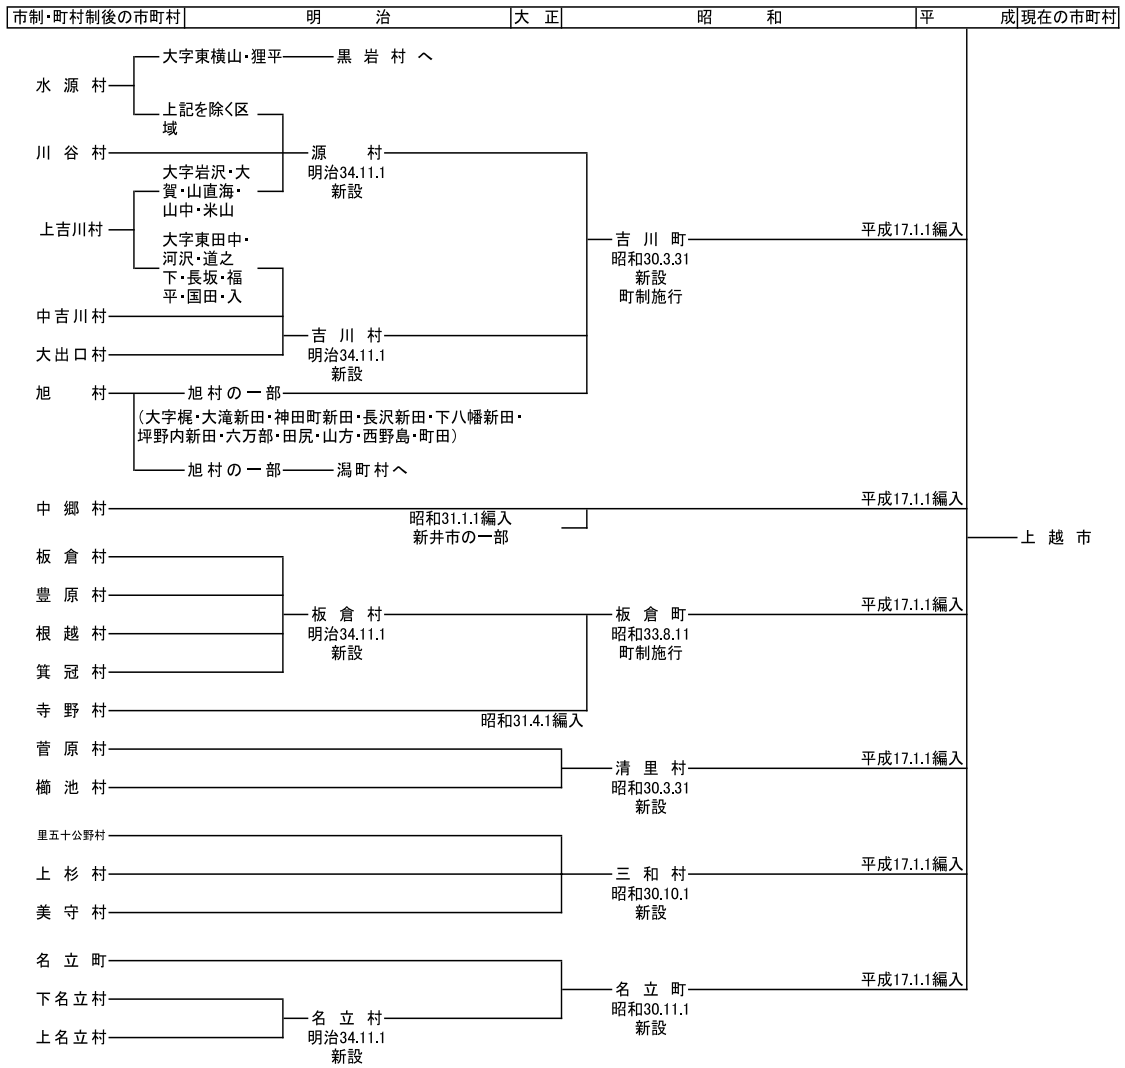 市制・町村制後の市町村 明 治 大 正 昭 和 平 成 現在の市町村
大字東横山・狸平 黒 岩 村 へ
水 源 村
上記を除く区
域
川 谷 村 源 村
明治34.11.1
新設
大字岩沢・大
賀・山直海・
山中・米山
上吉川村
大字東田中・
河沢・道之
下・長坂・福
平・国田・入
平成17.1.1編入
吉 川 町
昭和30.3.31
新設
町制施行
中吉川村
吉 川 村
明治34.11.1
新設
大出口村
旭 村 旭村の一部
（大字梶・大滝新田・神田町新田・長沢新田・下八幡新田・
坪野内新田・六万部・田尻・山方・西野島・町田）
旭村の一部 潟町村へ
平成17.1.1編入
中 郷 村
昭和31.1.1編入
新井市の一部
上 越 市
板 倉 村
豊 原 村
平成17.1.1編入
板 倉 村 板 倉 町
明治34.11.1 昭和33.8.11
新設 町制施行
根 越 村
箕 冠 村
寺 野 村
昭和31.4.1編入
菅 原 村
平成17.1.1編入
清 里 村
昭和30.3.31
新設
櫛 池 村
里五十公野村
平成17.1.1編入
上 杉 村 三 和 村
昭和30.10.1
新設
美 守 村
名 立 町
平成17.1.1編入
名 立 町
昭和30.11.1
新設
下名立村
名 立 村
明治34.11.1
新設
上名立村